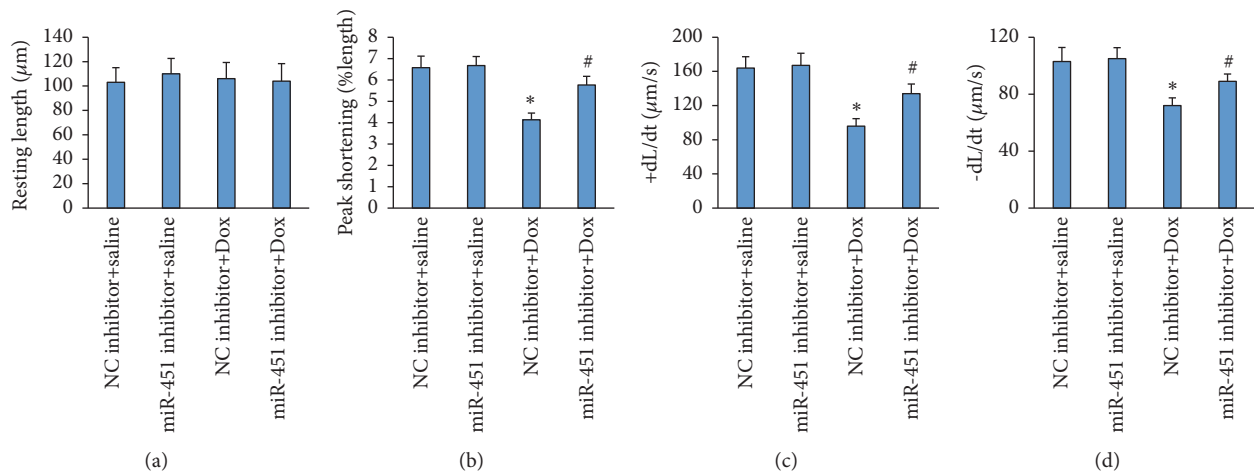 Resting length (μm)
140
120
100
80
60
40
20
0
NC inhibitor+saline
miR-451 inhibitor+saline
NC inhibitor+Dox
miR-451 inhibitor+Dox
(a)
Peak shortening (%length)
8
7
6
5
4
3
2
1
0
*
#
NC inhibitor+saline
miR-451 inhibitor+saline
NC inhibitor+Dox
miR-451 inhibitor+Dox
(b)
+dL/dt (μm/s)
200
160
120
80
40
0
*
#
NC inhibitor+saline
miR-451 inhibitor+saline
NC inhibitor+Dox
miR-451 inhibitor+Dox
(c)
-dL/dt (μm/s)
120
80
40
0
*
#
NC inhibitor+saline
miR-451 inhibitor+saline
NC inhibitor+Dox
miR-451 inhibitor+Dox
(d)